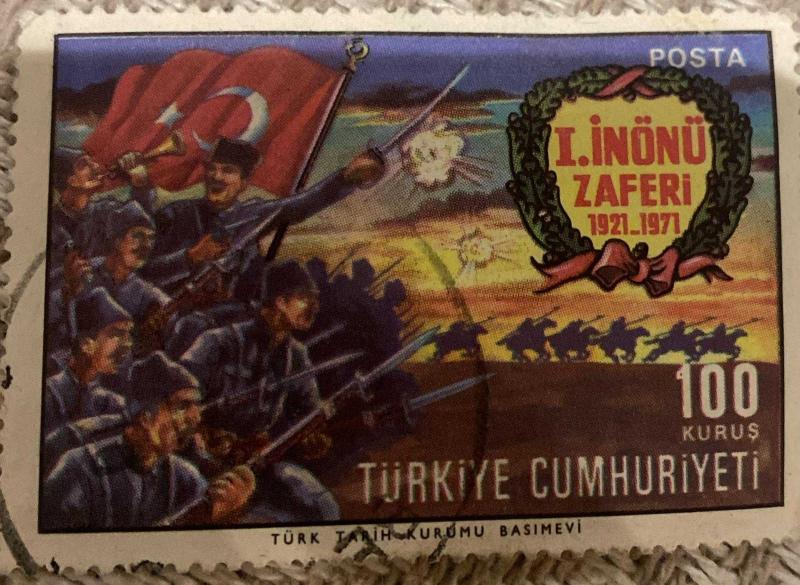 POSTA
I. İNÖNÜ
ZAFERİ
1921-1971
100
KURUŞ
TÜRKİYE CUMHURİYETİ
TÜRK TARİH KURUMU BASIMEVİ